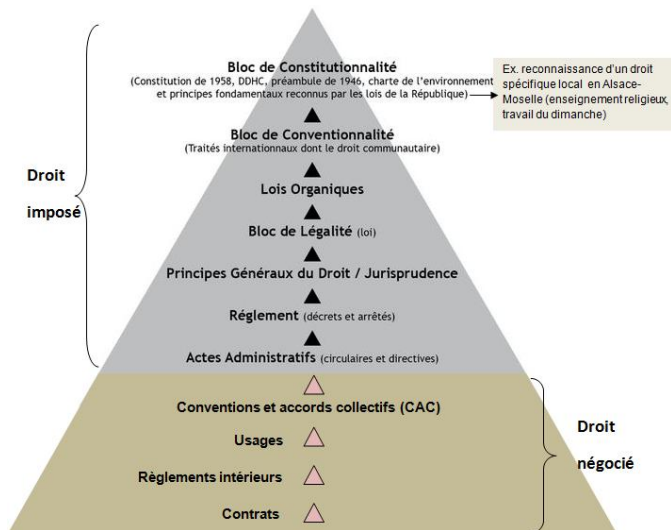 Bloc de Constitutionnalité
(Constitution de 1958, DDHC, préambule de 1946, charte de l'environnement
et principes fondamentaux reconnus par les lois de la République)
Ex. reconnaissance d'un droit
spécifique local en Alsace-
Moselle (enseignement religieux,
travail du dimanche)
Bloc de Conventionnalité
(Traités internationaux dont le droit communautaire)
Droit
imposé
Lois Organiques
Bloc de Légalité (loi)
Principes Généraux du Droit / Jurisprudence
Réglement (décrets et arrêtés)
Actes Administratifs (circulaires et directives)
Conventions et accords collectifs (CAC)
Usages
Règlements intérieurs
Contrats
Droit
négocié